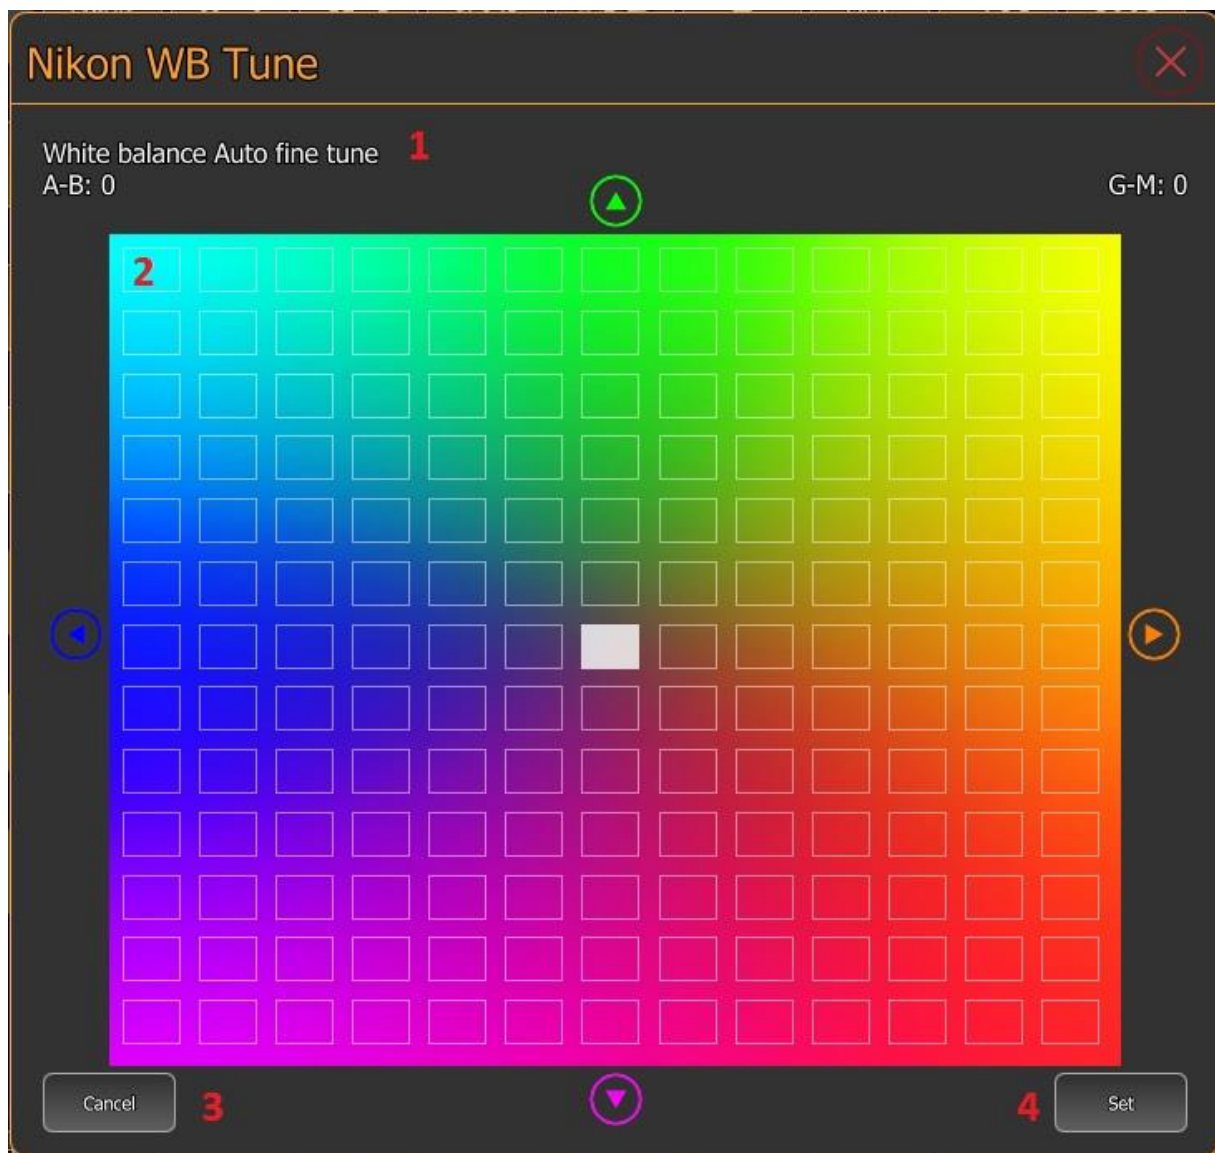 Nikon WB Tune
White balance Auto fine tune 1
A-B: 0
G-M: 0
2
Cancel 3
4 Set